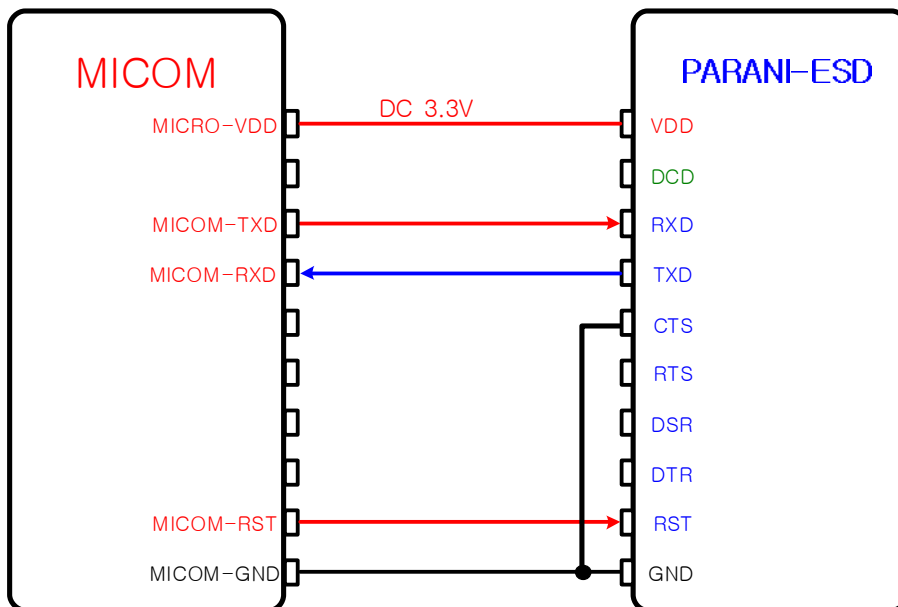 MICOM
PARANI-ESD
DC 3.3V
MICRO-VDD
VDD
DCD
MICOM-TXD
RXD
MICOM-RXD
TXD
CTS
RTS
DSR
DTR
MICOM-RST
RST
MICOM-GND
GND